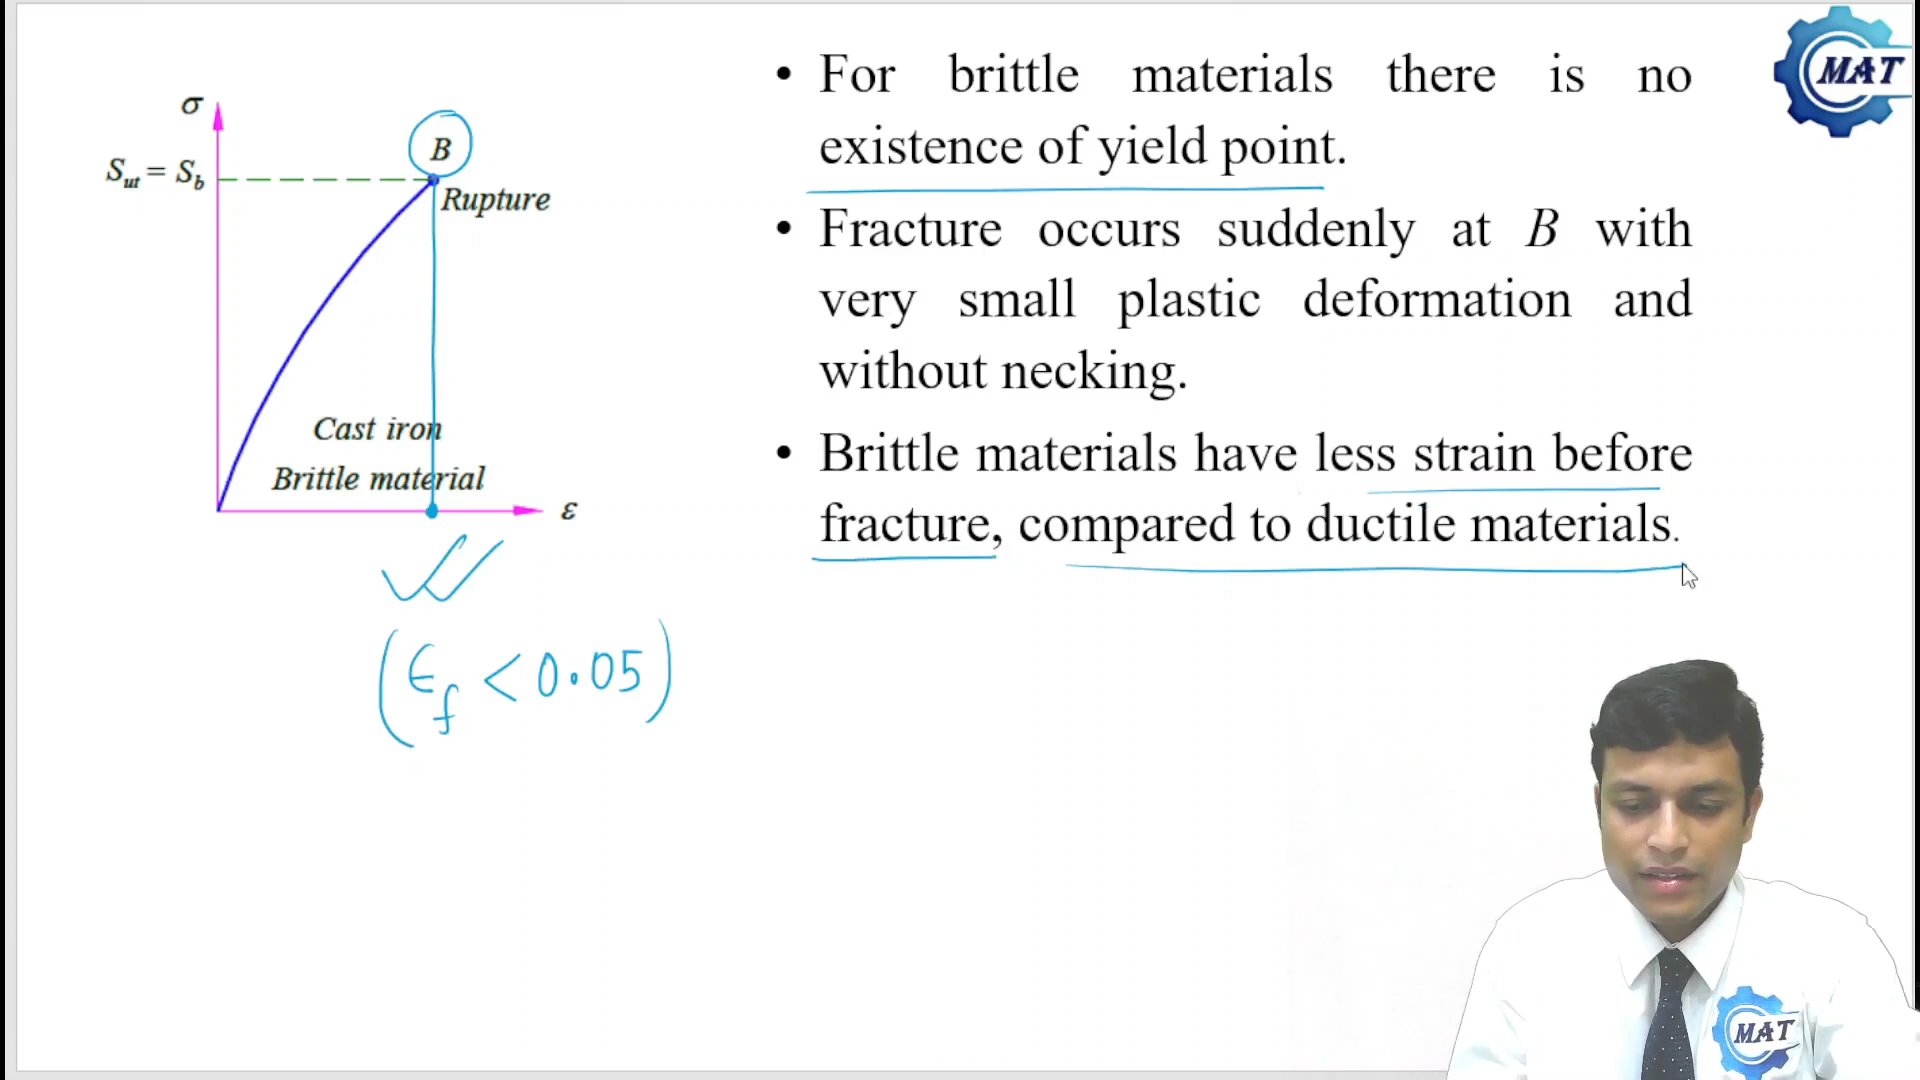 σ
S_ut = S_b
B
Rupture
Cast iron
Brittle material
ε
(ϵ_f < 0.05)
• For brittle materials there is no
existence of yield point.
• Fracture occurs suddenly at B with
very small plastic deformation and
without necking.
• Brittle materials have less strain before
fracture, compared to ductile materials.
MAT
MAT